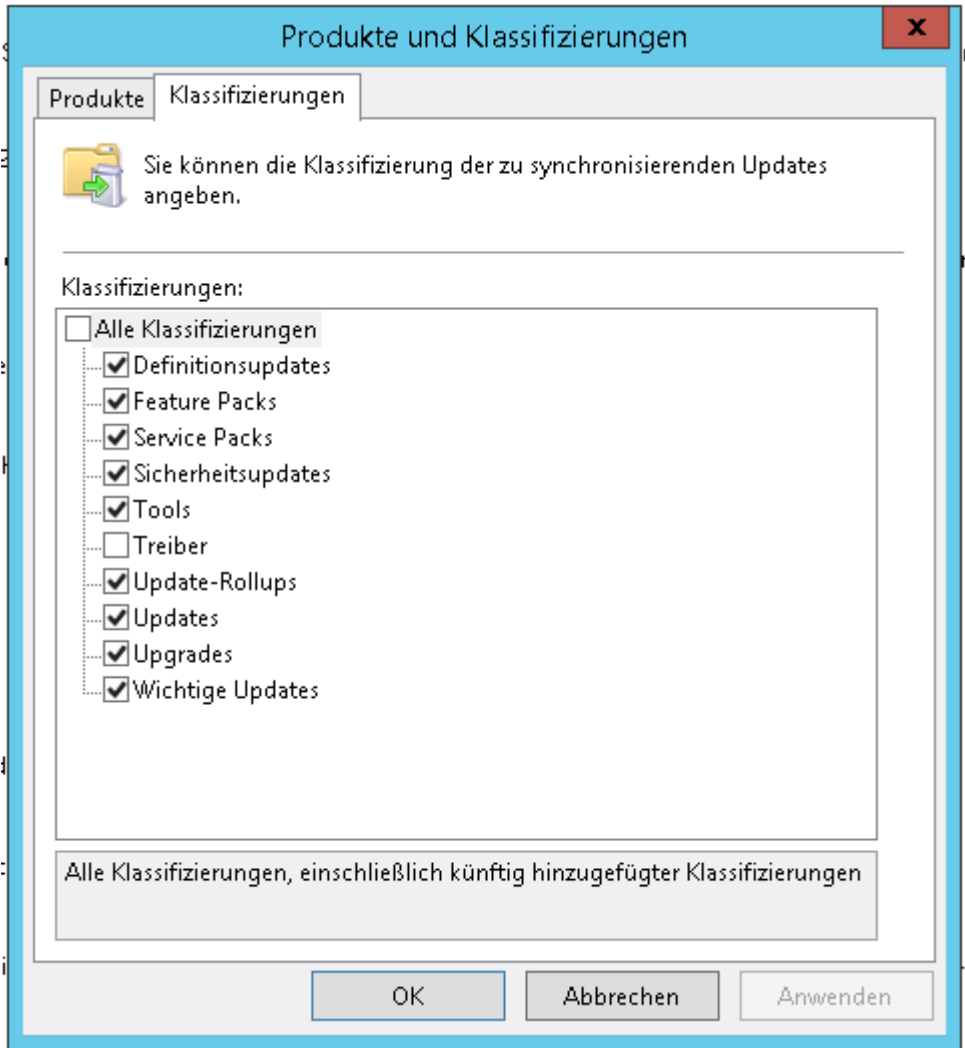 Produkte und Klassifizierungen
x
Produkte
Klassifizierungen
Sie können die Klassifizierung der zu synchronisierenden Updates
angeben.
Klassifizierungen:
Alle Klassifizierungen
Definitionsupdates
Feature Packs
Service Packs
Sicherheitsupdates
Tools
Treiber
Update-Rollups
Updates
Upgrades
Wichtige Updates
Alle Klassifizierungen, einschließlich künftig hinzugefügter Klassifizierungen
OK
Abbrechen
Anwenden